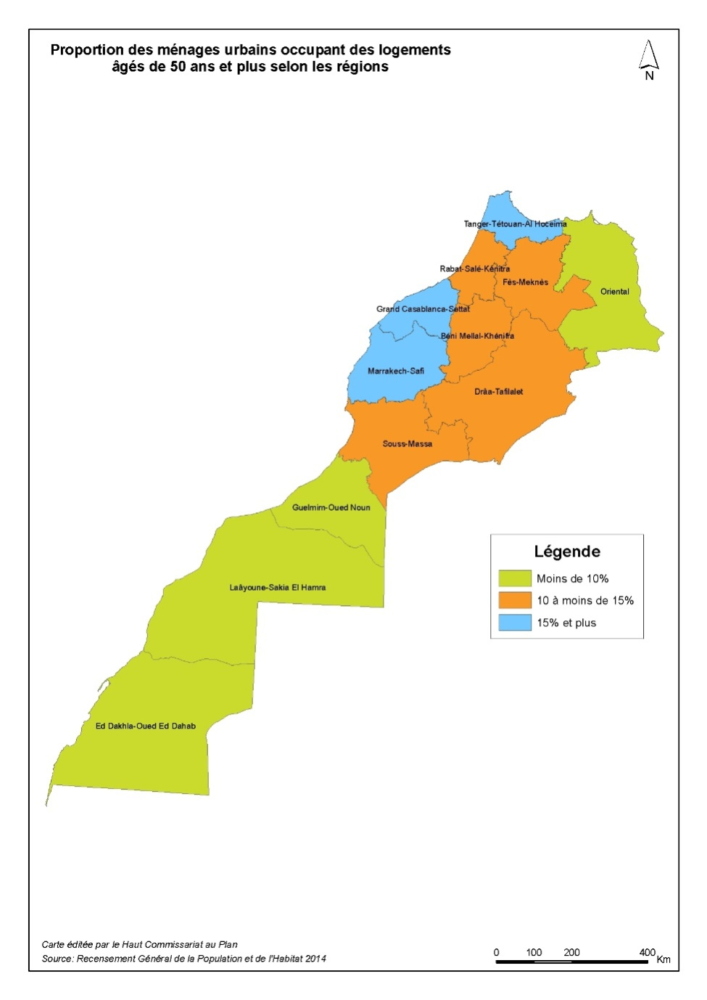 Proportion des ménages urbains occupant des logements
âgés de 50 ans et plus selon les régions
N
Tanger-Tétouan-Al Hoceima
Rabat-Salé-Kénitra
Fès-Meknès
Oriental
Grand Casablanca-Settat
Béni Mellal-Khénifra
Marrakech-Safi
Drâa-Tafilalet
Souss-Massa
Guelmim-Oued Noun
Laâyoune-Sakia El Hamra
Ed Dakhla-Oued Ed Dahab
Légende
Moins de 10%
10 à moins de 15%
15% et plus
Carte éditée par le Haut Commissariat au Plan
Source: Recensement Général de la Population et de l'Habitat 2014
0 100 200 400 Km